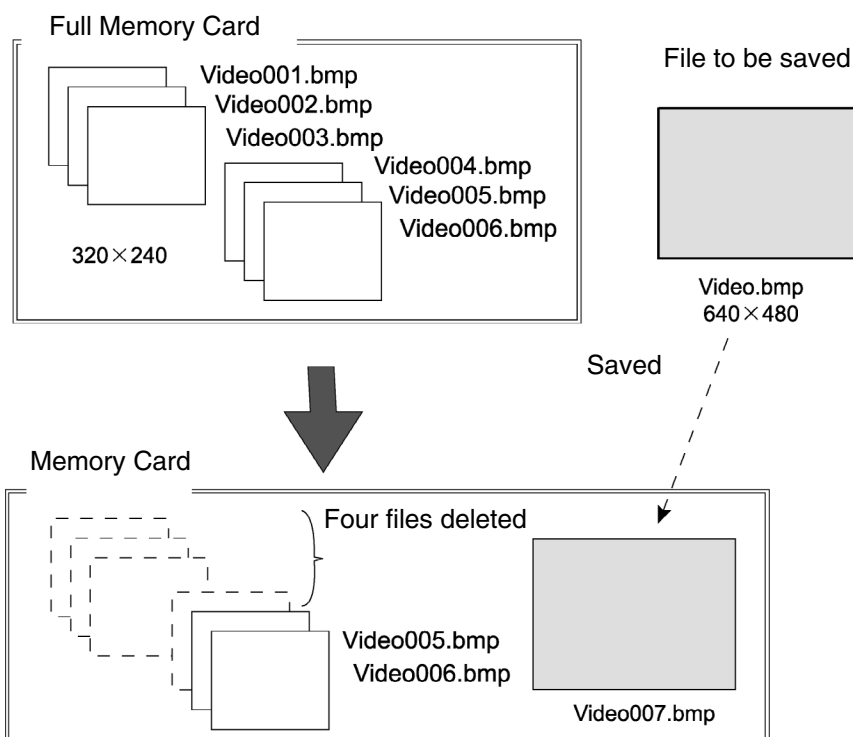 Full Memory Card
File to be saved
Video001.bmp
Video002.bmp
Video003.bmp
Video004.bmp
Video005.bmp
Video006.bmp
320×240
Video.bmp
640×480
Saved
Memory Card
Four files deleted
Video005.bmp
Video006.bmp
Video007.bmp